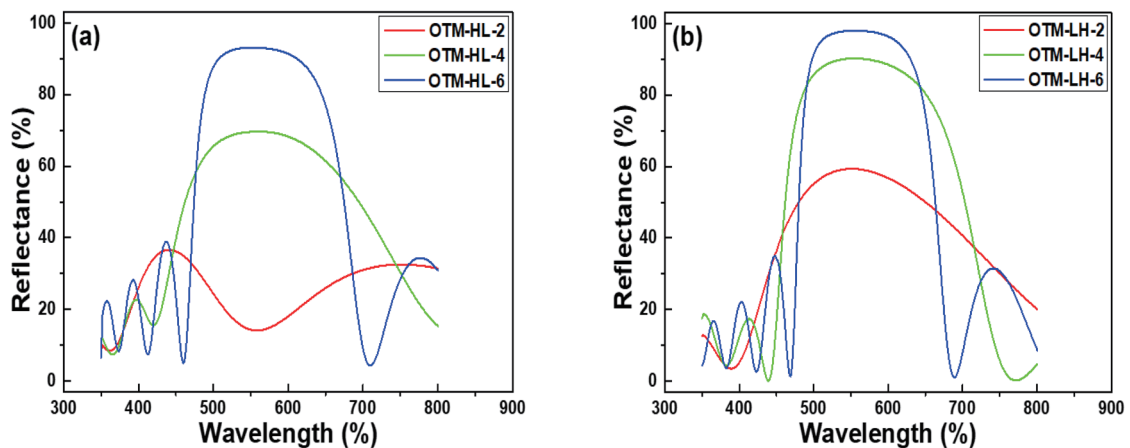 (a)
OTM-HL-2
OTM-HL-4
OTM-HL-6
Reflectance (%)
100
80
60
40
20
0
300 400 500 600 700 800 900
Wavelength (%)
(b)
OTM-LH-2
OTM-LH-4
OTM-LH-6
Reflectance (%)
100
80
60
40
20
0
300 400 500 600 700 800 900
Wavelength (%)